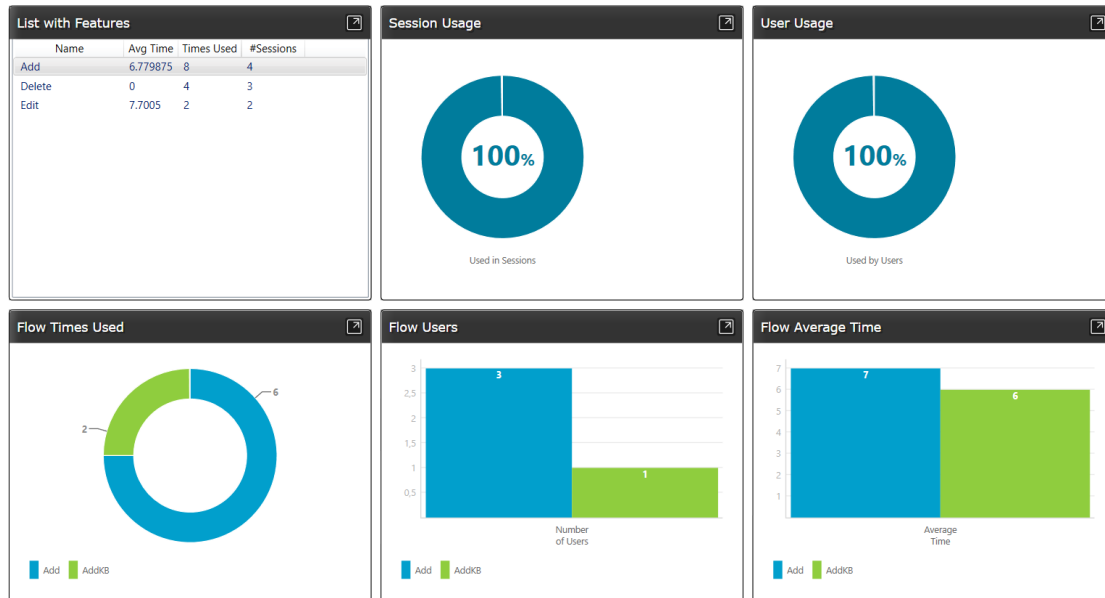 List with Features
Name Avg Time Times Used #Sessions
Add 6.779875 8 4
Delete 0 4 3
Edit 7.7005 2 2
Session Usage
100%
Used in Sessions
User Usage
100%
Used by Users
Flow Times Used
6
2
Add AddKB
Flow Users
3
2,5
2
1,5
1
0,5
3
1
Number
of Users
Add AddKB
Flow Average Time
7
6
5
4
3
2
1
7
6
Average
Time
Add AddKB